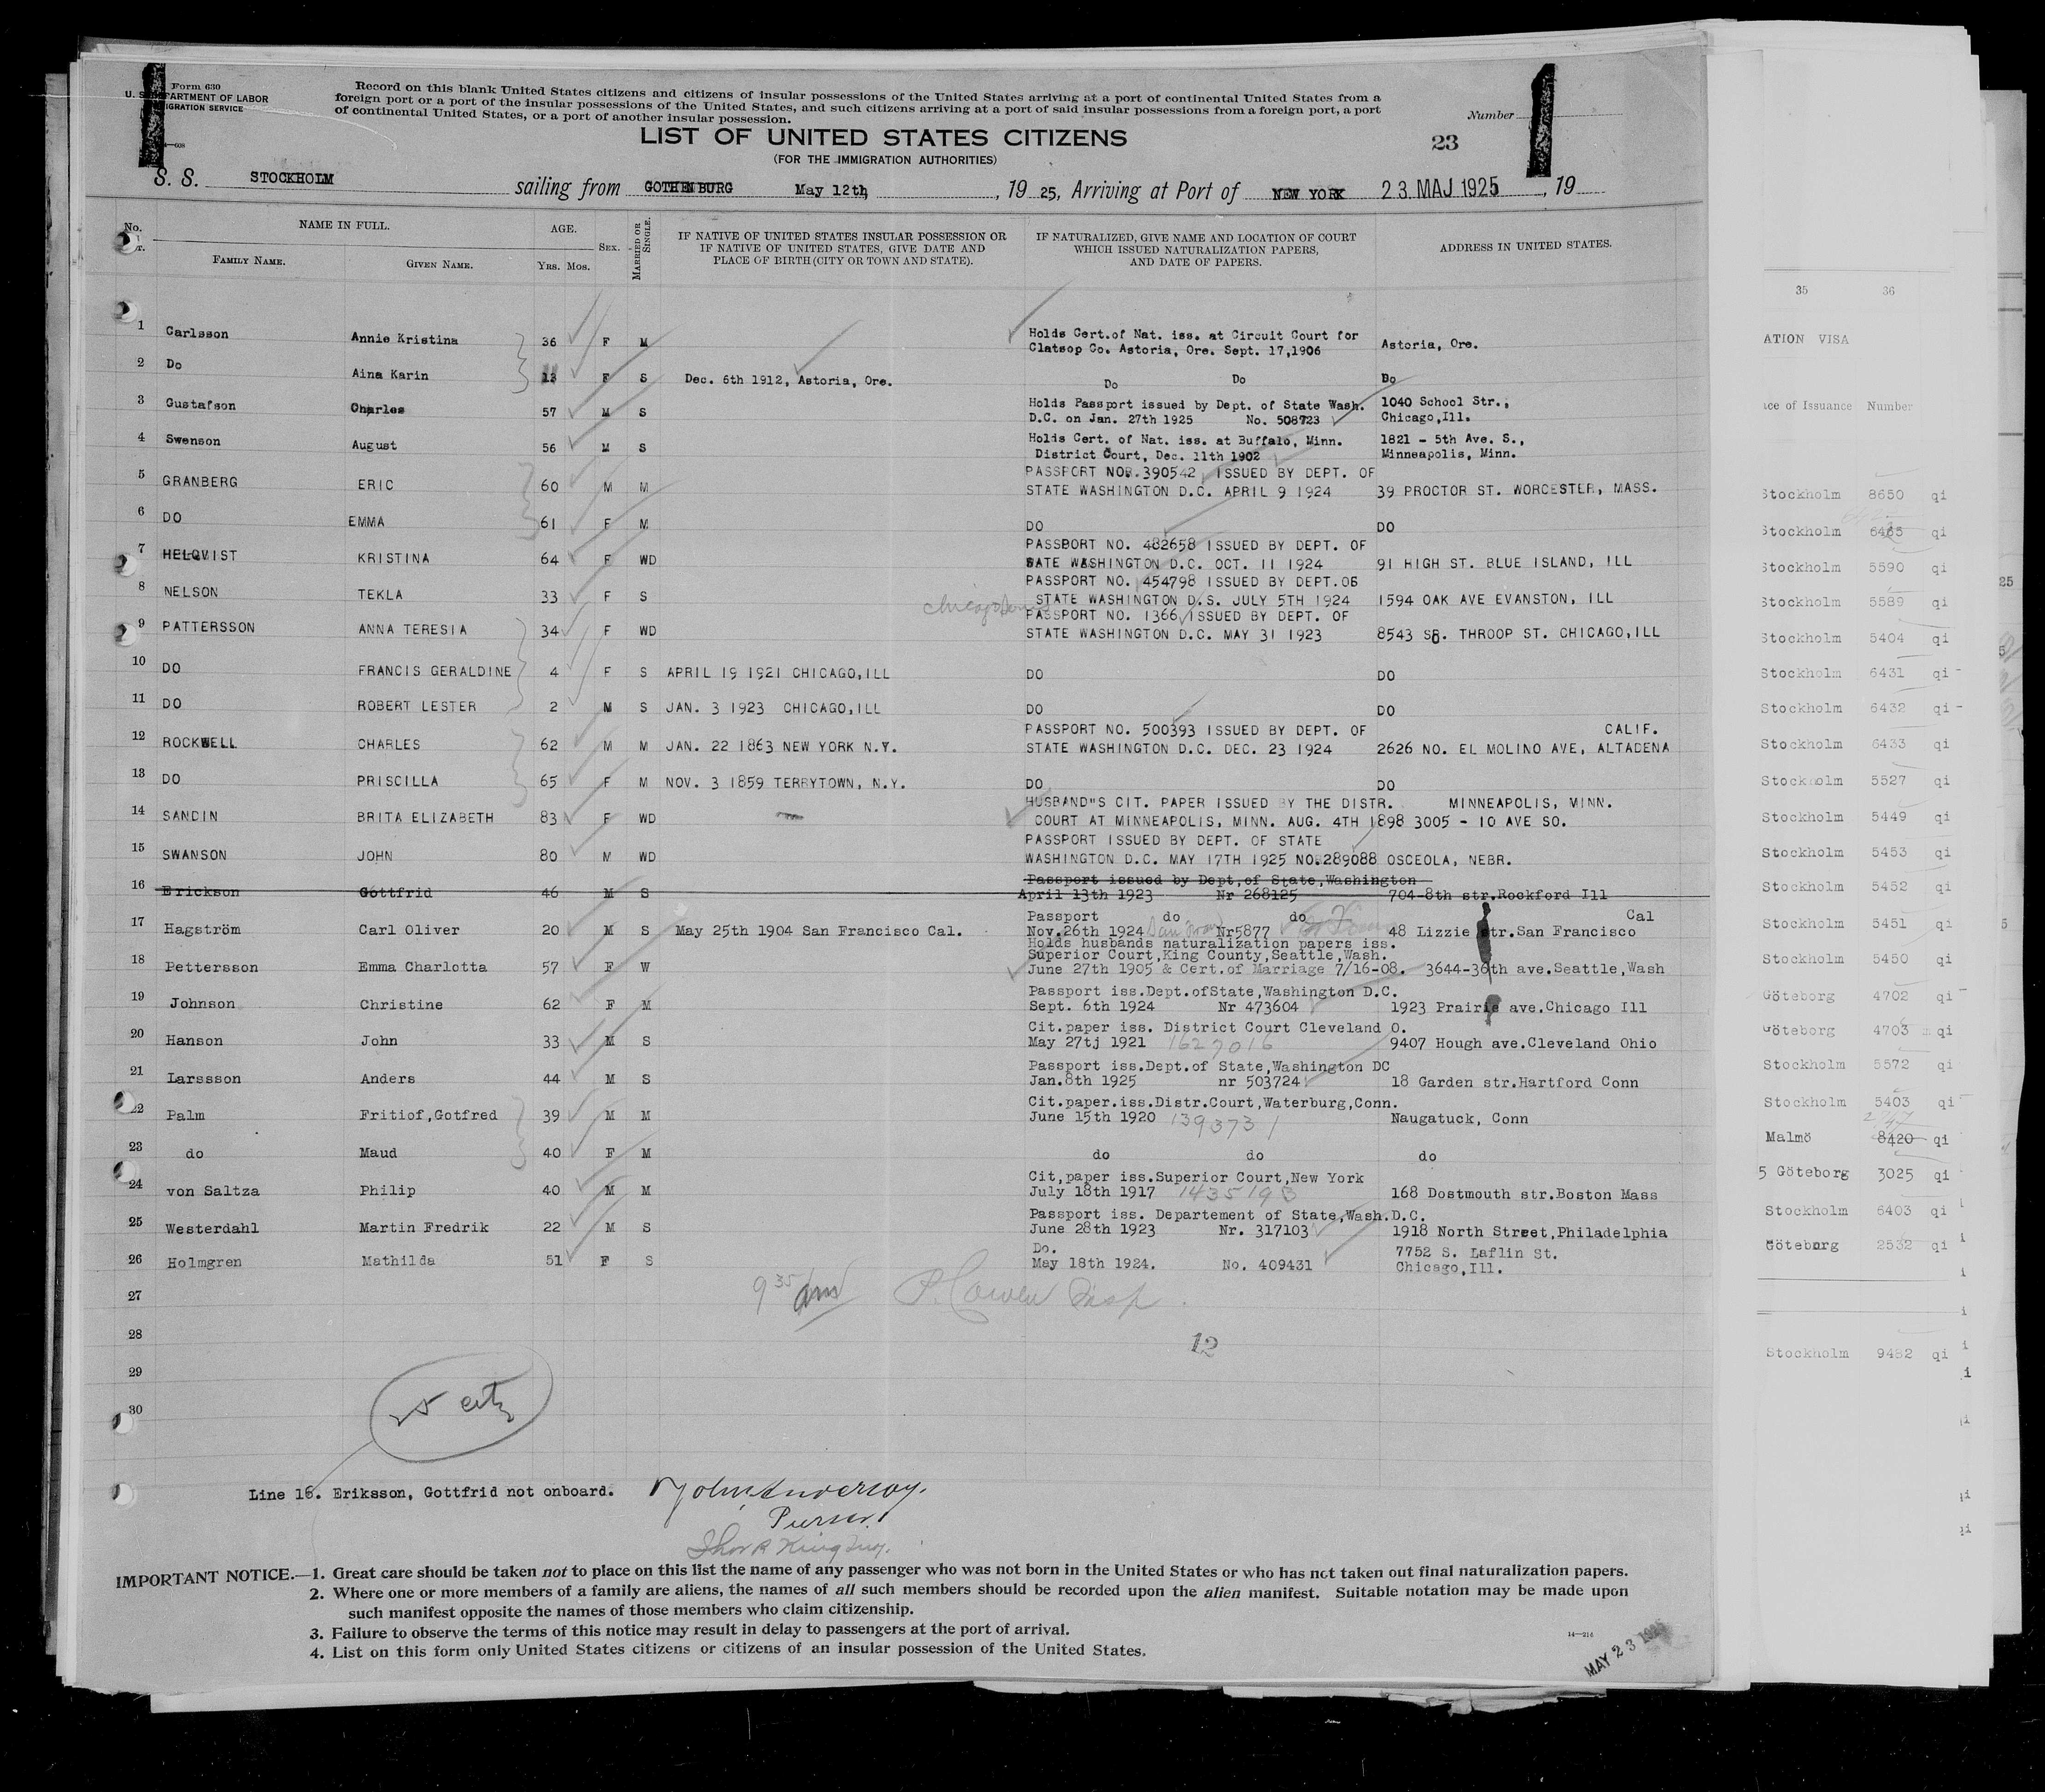 Form 630
U. S. DEPARTMENT OF LABOR
IMMIGRATION SERVICE
Record on this blank United States citizens and citizens of insular possessions of the United States arriving at a port of continental United States from a
foreign port or a port of the insular possessions of the United States, and such citizens arriving at a port of said insular possessions from a foreign port, a port
of continental United States, or a port of another insular possession.
Number
LIST OF UNITED STATES CITIZENS
23
(FOR THE IMMIGRATION AUTHORITIES)
S. S. STOCKHOLM sailing from GOTHENBURG May 12th, , 19 25, Arriving at Port of NEW YORK 23 MAJ 1925 , 19
No. NAME IN FULL. AGE. SEX. MARRIED OR SINGLE. IF NATIVE OF UNITED STATES INSULAR POSSESSION OR IF NATIVE OF UNITED STATES, GIVE DATE AND PLACE OF BIRTH (CITY OR TOWN AND STATE). IF NATURALIZED, GIVE NAME AND LOCATION OF COURT WHICH ISSUED NATURALIZATION PAPERS, AND DATE OF PAPERS. ADDRESS IN UNITED STATES.
FAMILY NAME. GIVEN NAME. YRS. MOS.
Holds Cert.of Nat. iss. at Circuit Court for
1 Carlsson Annie Kristina 36 F M Clatsop Co. Astoria, Ore. Sept. 17,1906 Astoria, Ore.
2 Do Aina Karin 13 F S Dec. 6th 1912, Astoria, Ore. Do Do Do
Holds Passport issued by Dept. of State Wash. 1040 School Str.,
3 Gustafson Charles 57 M S D.C. on Jan. 27th 1925 No. 508723 Chicago,Ill.
Holds Cert. of Nat. iss. at Buffalo, Minn. 1821 - 5th Ave. S.,
4 Swenson August 56 M S District Court, Dec. 11th 1902 Minneapolis, Minn.
PASSPORT NO. 390542 ISSUED BY DEPT. OF
5 GRANBERG ERIC 60 M M STATE WASHINGTON D.C. APRIL 9 1924 39 PROCTOR ST. WORCESTER, MASS.
6 DO EMMA 61 F M DO DO
PASSPORT NO. 482658 ISSUED BY DEPT. OF
7 HELQVIST KRISTINA 64 F WD WASHINGTON D.C. OCT. 11 1924 91 HIGH ST. BLUE ISLAND, ILL
PASSPORT NO. 454798 ISSUED BY DEPT.OG
8 NELSON TEKLA 33 F S STATE WASHINGTON D.S. JULY 5TH 1924 1594 OAK AVE EVANSTON, ILL
PASSPORT NO. 1366 ISSUED BY DEPT. OF
9 PATTERSSON ANNA TERESIA 34 F WD STATE WASHINGTON D.C. MAY 31 1923 8543 SO. THROOP ST. CHICAGO,ILL
10 DO FRANCIS GERALDINE 4 F S APRIL 19 1921 CHICAGO,ILL DO DO
11 DO ROBERT LESTER 2 M S JAN. 3 1923 CHICAGO,ILL DO DO
PASSPORT NO. 500393 ISSUED BY DEPT. OF CALIF.
12 ROCKWELL CHARLES 62 M M JAN. 22 1863 NEW YORK N.Y. STATE WASHINGTON D.C. DEC. 23 1924 2626 NO. EL MOLINO AVE, ALTADENA
13 DO PRISCILLA 65 F M NOV. 3 1859 TERRYTOWN, N.Y. DO DO
HUSBAND"S CIT. PAPER ISSUED BY THE DISTR. MINNEAPOLIS, MINN.
14 SANDIN BRITA ELIZABETH 83 F WD COURT AT MINNEAPOLIS, MINN. AUG. 4TH 1898 3005 - 10 AVE SO.
PASSPORT ISSUED BY DEPT. OF STATE
15 SWANSON JOHN 80 M WD WASHINGTON D.C. MAY 17TH 1925 NO.289088 OSCEOLA, NEBR.
Passport issued by Dept,of State,Washington
16 Erickson Gottfrid 46 M S April 13th 1923 Nr 268125 704-8th str.Rockford Ill
Passport do do Cal
17 Hagström Carl Oliver 20 M S May 25th 1904 San Francisco Cal. Nov.26th 1924 Nr5877 48 Lizzie str.San Francisco
Holds husbands naturalization papers iss.
Superior Court,King County,Seattle,Wash.
18 Pettersson Emma Charlotta 57 F W June 27th 1905 & Cert.of Marriage 7/16-08. 3644-36th ave.Seattle,Wash
Passport iss.Dept.ofState,Washington D.C.
19 Johnson Christine 62 F M Sept. 6th 1924 Nr 473604 1923 Prairie ave.Chicago Ill
Cit.paper iss. District Court Cleveland O.
20 Hanson John 33 M S May 27tj 1921 1627016 9407 Hough ave.Cleveland Ohio
Passport iss.Dept.of State,Washington DC
21 Larssson Anders 44 M S Jan.8th 1925 nr 503724 18 Garden str.Hartford Conn
Cit.paper.iss.Distr.Court,Waterburg,Conn.
22 Palm Fritiof,Gotfred 39 M M June 15th 1920 1393731 Naugatuck, Conn
23 do Maud 40 F M do do do
Cit,paper iss.Superior Court,New York
24 von Saltza Philip 40 M M July 18th 1917 1435198 168 Dostmouth str.Boston Mass
Passport iss. Departement of State,Wash.D.C.
25 Westerdahl Martin Fredrik 22 M S June 28th 1923 Nr. 317103 1918 North Street,Philadelphia
Do. 7752 S. Laflin St.
26 Holmgren Mathilda 51 F S May 18th 1924. No. 409431 Chicago,Ill.
27 9 35 am P. Cowen Insp.
28 12
29
30
25 citz
Line 16. Eriksson, Gottfrid not onboard. John Anderson.
Purser.
IMPORTANT NOTICE.—1. Great care should be taken not to place on this list the name of any passenger who was not born in the United States or who has not taken out final naturalization papers.
2. Where one or more members of a family are aliens, the names of all such members should be recorded upon the alien manifest. Suitable notation may be made upon
such manifest opposite the names of those members who claim citizenship.
3. Failure to observe the terms of this notice may result in delay to passengers at the port of arrival.
4. List on this form only United States citizens or citizens of an insular possession of the United States.
14—214
MAY 23 1925
35 36
ATION VISA
ce of Issuance Number
Stockholm 8650 qi
Stockholm 6465 qi
Stockholm 5590 qi
Stockholm 5589 qi
Stockholm 5404 qi
Stockholm 6431 qi
Stockholm 6432 qi
Stockholm 6433 qi
Stockholm 5527 qi
Stockholm 5449 qi
Stockholm 5453 qi
Stockholm 5452 qi
Stockholm 5451 qi
Stockholm 5450 qi
Göteborg 4702 qi
Göteborg 4703 qi
Stockholm 5572 qi
Stockholm 5403 qi
Malmö 8420 qi
5 Göteborg 3025 qi
Stockholm 6403 qi
Göteborg 2532 qi
Stockholm 9482 qi